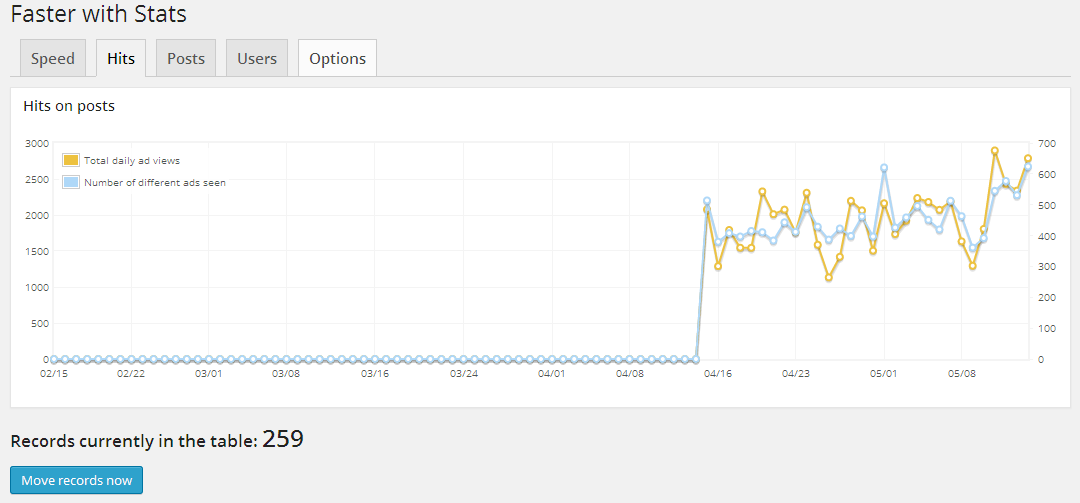 Faster with Stats
Speed Hits Posts Users Options
Hits on posts
3000 700
Total daily ad views
600
2500 Number of different ads seen
500
2000
400
1500
300
1000
200
500
100
0 0
02/15 02/22 03/01 03/08 03/16 03/24 04/01 04/08 04/16 04/23 05/01 05/08
Records currently in the table: 259
Move records now